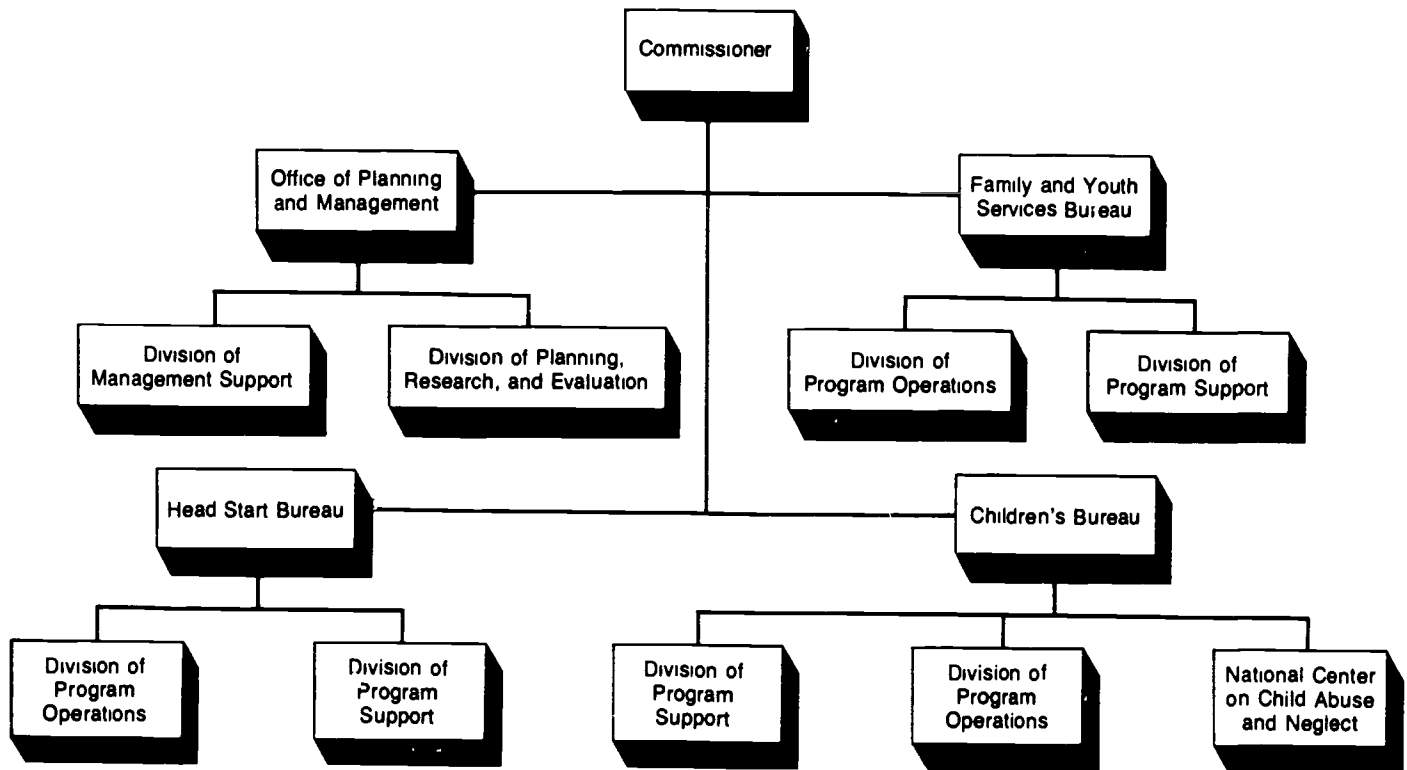 Commissioner
Office of Planning
and Management
Family and Youth
Services Bureau
Division of
Management Support
Division of Planning,
Research, and Evaluation
Division of
Program Operations
Division of
Program Support
Head Start Bureau
Children's Bureau
Division of
Program
Operations
Division of
Program
Support
Division of
Program
Support
Division of
Program
Operations
National Center
on Child Abuse
and Neglect